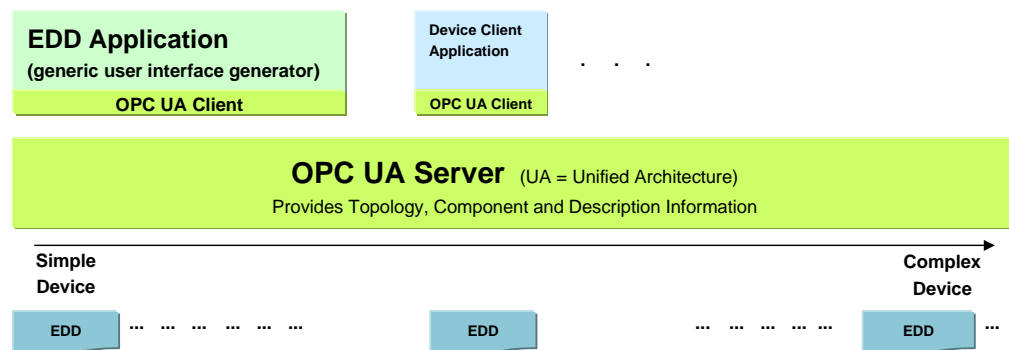 EDD Application
(generic user interface generator)
OPC UA Client
Device Client
Application
OPC UA Client
. . .
OPC UA Server (UA = Unified Architecture)
Provides Topology, Component and Description Information
Simple
Device
Complex
Device
EDD ... ... ... ... ... ... EDD ... ... ... ... ... EDD ...